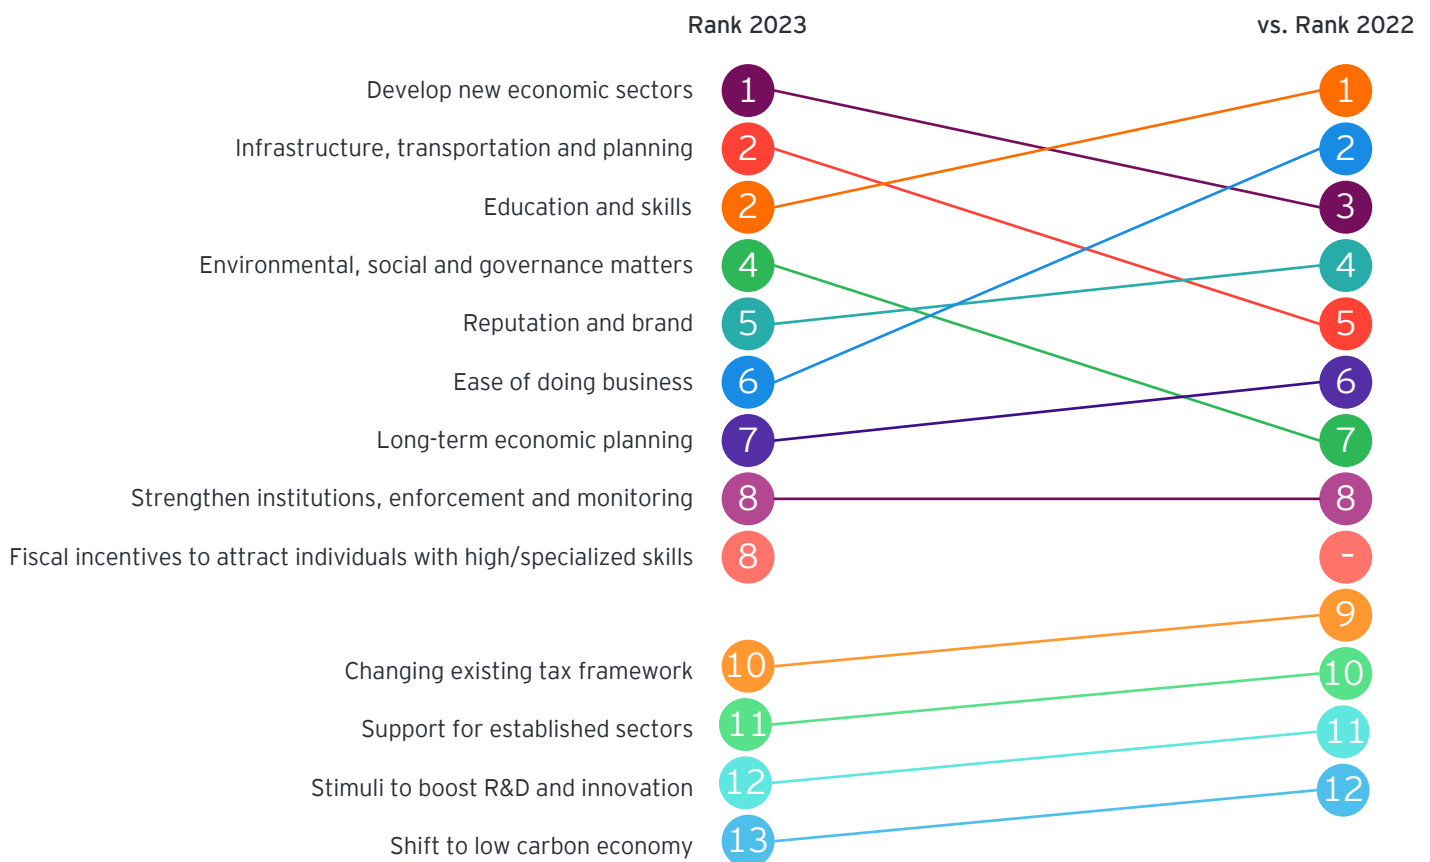 Rank 2023 vs. Rank 2022
Develop new economic sectors 1 1
Infrastructure, transportation and planning 2 2
Education and skills 2 3
Environmental, social and governance matters 4 4
Reputation and brand 5 5
Ease of doing business 6 6
Long-term economic planning 7 7
Strengthen institutions, enforcement and monitoring 8 8
Fiscal incentives to attract individuals with high/specialized skills 8 -
9
Changing existing tax framework 10 10
Support for established sectors 11 11
Stimuli to boost R&D and innovation 12 12
Shift to low carbon economy 13